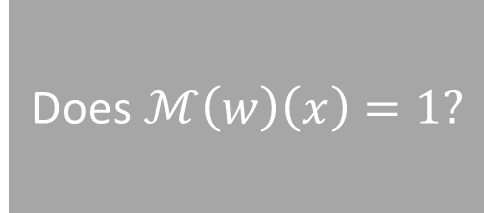 Does ℳ(w)(x) = 1?